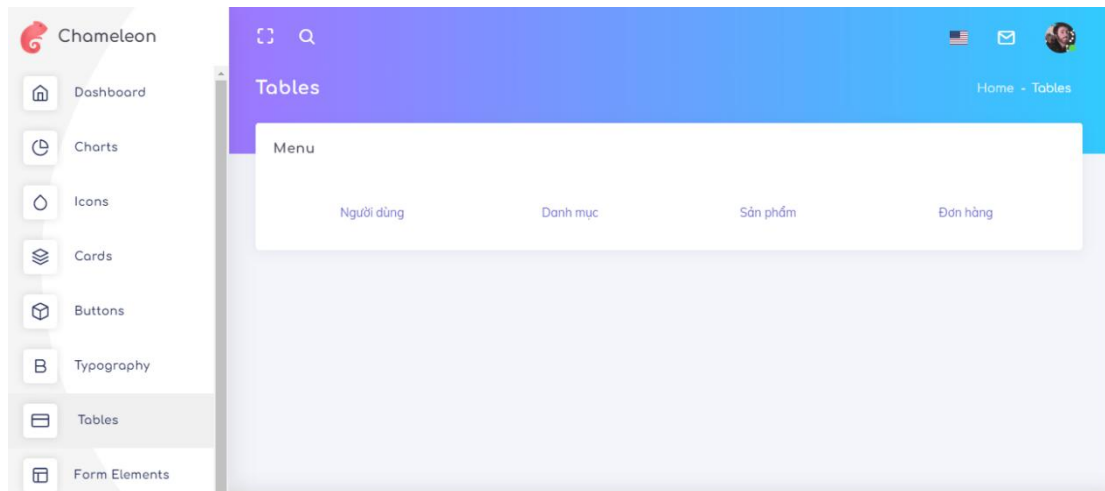 Chameleon
Dashboard
Charts
Icons
Cards
Buttons
Typography
Tables
Form Elements
Tables
Home - Tables
Menu
Người dùng Danh mục Sản phẩm Đơn hàng